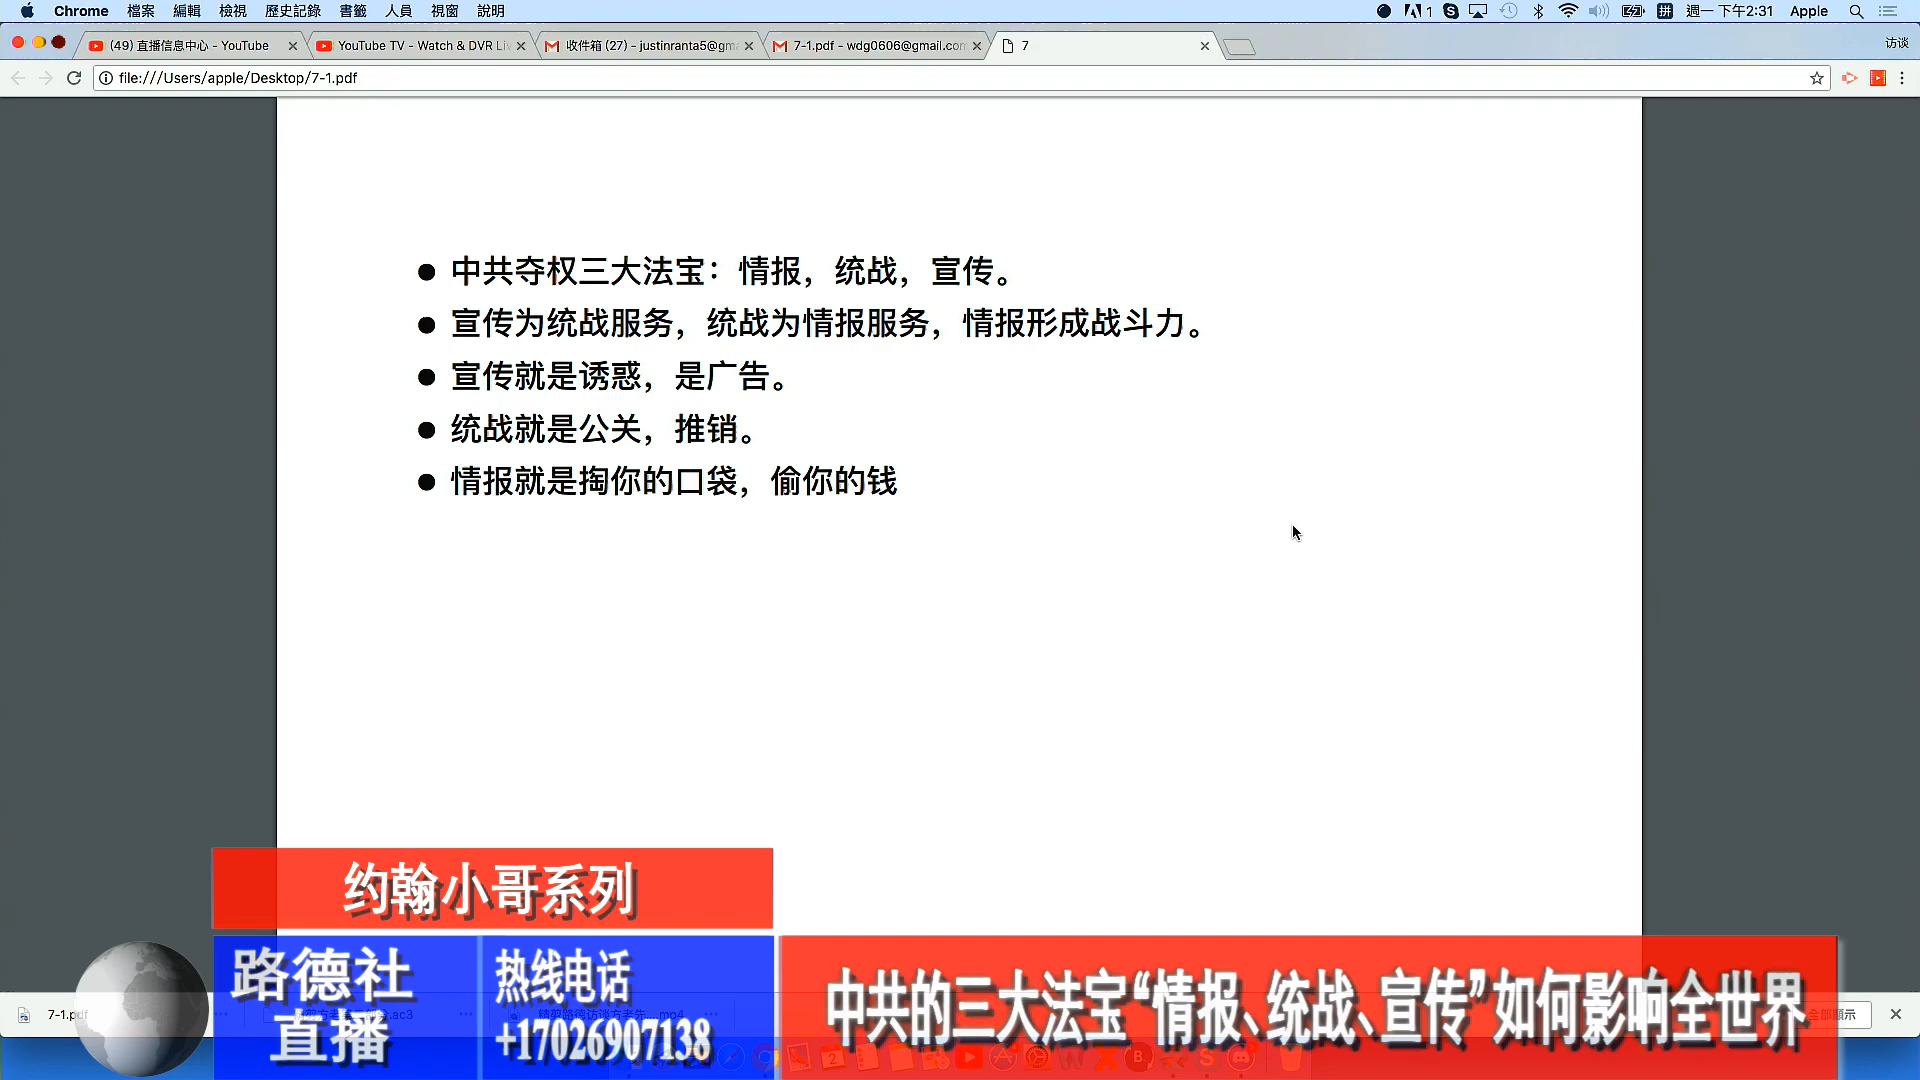 Chrome 檔案 編輯 檢視 歷史記錄 書籤 人員 視窗 說明 1 週一 下午2:31 Apple
(49) 直播信息中心 - YouTube YouTube TV - Watch & DVR Liv 收件箱 (27) - justinranta5@gma 7-1.pdf - wdg0606@gmail.com 7 访谈
file:///Users/apple/Desktop/7-1.pdf
● 中共夺权三大法宝：情报，统战，宣传。
● 宣传为统战服务，统战为情报服务，情报形成战斗力。
● 宣传就是诱惑，是广告。
● 统战就是公关，推销。
● 情报就是掏你的口袋，偷你的钱
约翰小哥系列
路德社
直播
热线电话
+17026907138
中共的三大法宝“情报、统战、宣传”如何影响全世界
7-1.pdf